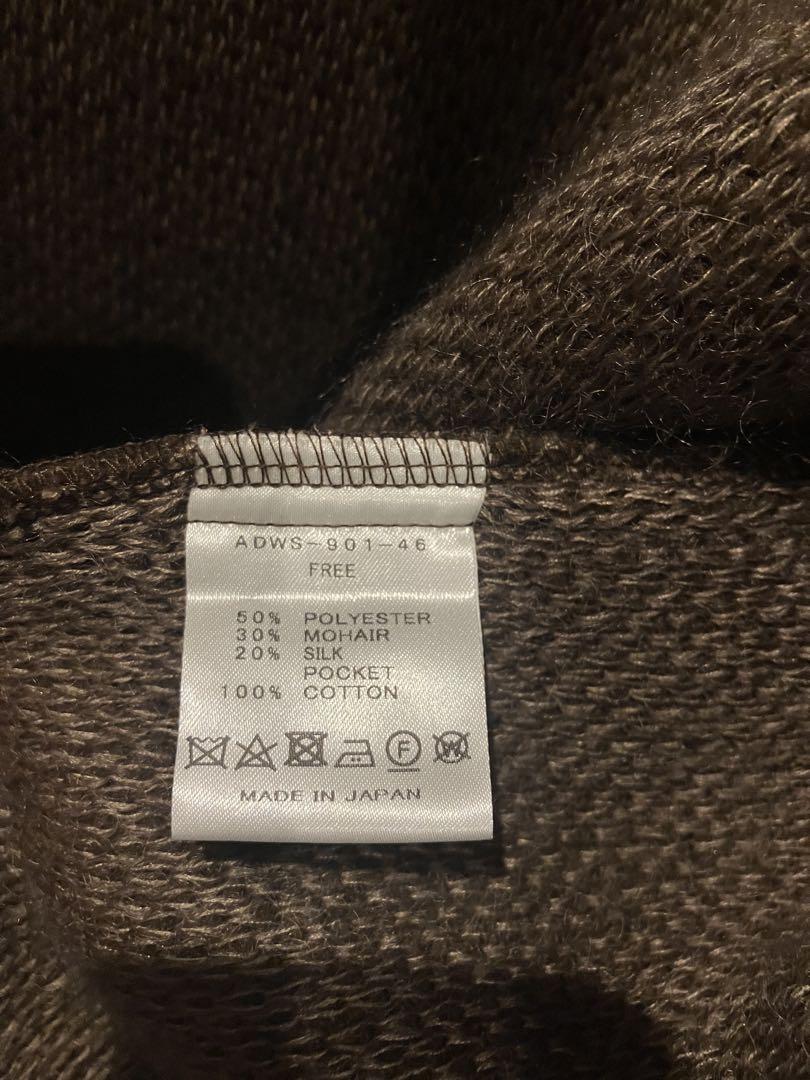 ADWS-901-46
FREE
50% POLYESTER
30% MOHAIR
20% SILK
POCKET
100% COTTON
F W
MADE IN JAPAN